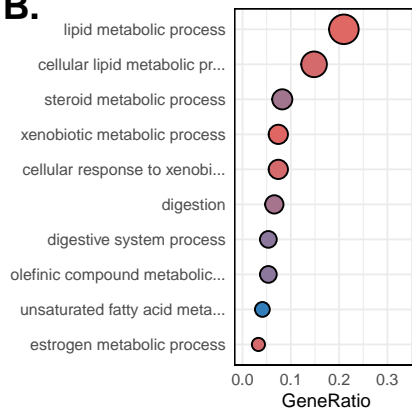 B.
lipid metabolic process
cellular lipid metabolic pr...
steroid metabolic process
xenobiotic metabolic process
cellular response to xenobi...
digestion
digestive system process
olefinic compound metabolic...
unsaturated fatty acid meta...
estrogen metabolic process
0.0 0.1 0.2 0.3
GeneRatio